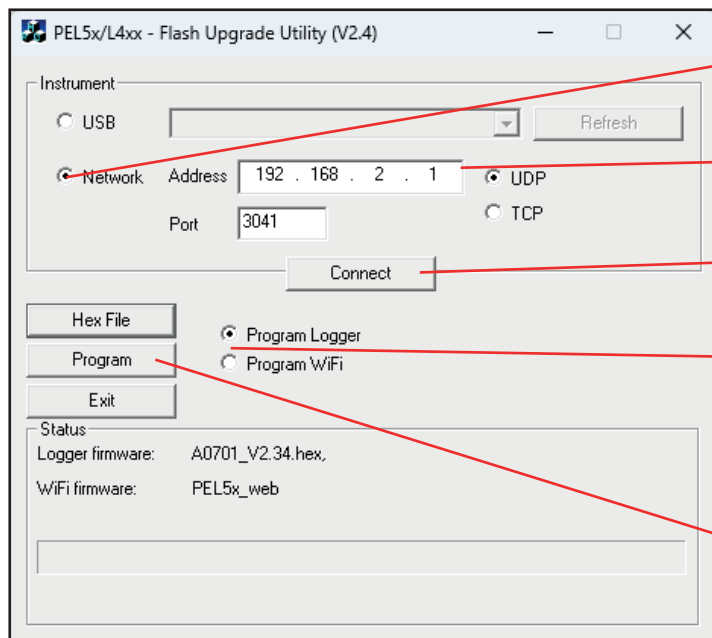 PEL5x/L4xx - Flash Upgrade Utility (V2.4)
Instrument
USB
Refresh
Network Address 192 . 168 . 2 . 1 UDP
Port 3041 TCP
Connect
Hex File
Program Logger
Program
Program WiFi
Exit
Status
Logger firmware: A0701_V2.34.hex,
WiFi firmware: PEL5x_web